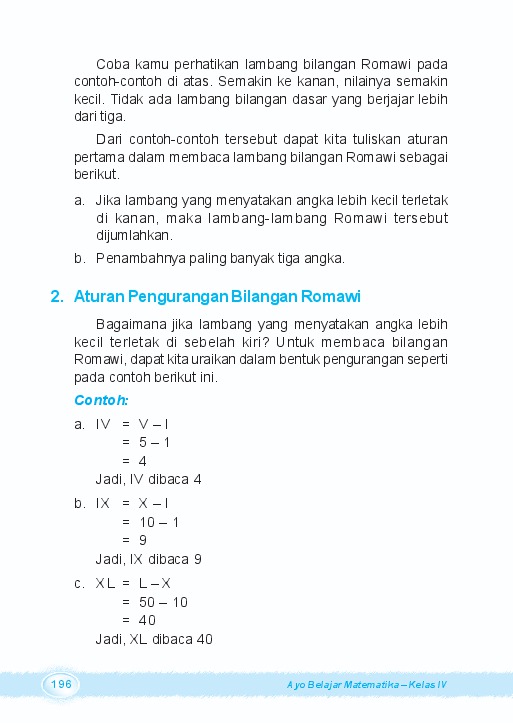 Coba kamu perhatikan lambang bilangan Romawi pada
contoh-contoh di atas. Semakin ke kanan, nilainya semakin
kecil. Tidak ada lambang bilangan dasar yang berjajar lebih
dari tiga.
Dari contoh-contoh tersebut dapat kita tuliskan aturan
pertama dalam membaca lambang bilangan Romawi sebagai
berikut.
a. Jika lambang yang menyatakan angka lebih kecil terletak
di kanan, maka lambang-lambang Romawi tersebut
dijumlahkan.
b. Penambahnya paling banyak tiga angka.
2. Aturan Pengurangan Bilangan Romawi
Bagaimana jika lambang yang menyatakan angka lebih
kecil terletak di sebelah kiri? Untuk membaca bilangan
Romawi, dapat kita uraikan dalam bentuk pengurangan seperti
pada contoh berikut ini.
Contoh:
a. IV = V – I
= 5 – 1
= 4
Jadi, IV dibaca 4
b. IX = X – I
= 10 – 1
= 9
Jadi, IX dibaca 9
c. XL = L – X
= 50 – 10
= 40
Jadi, XL dibaca 40
196 Ayo Belajar Matematika – Kelas IV